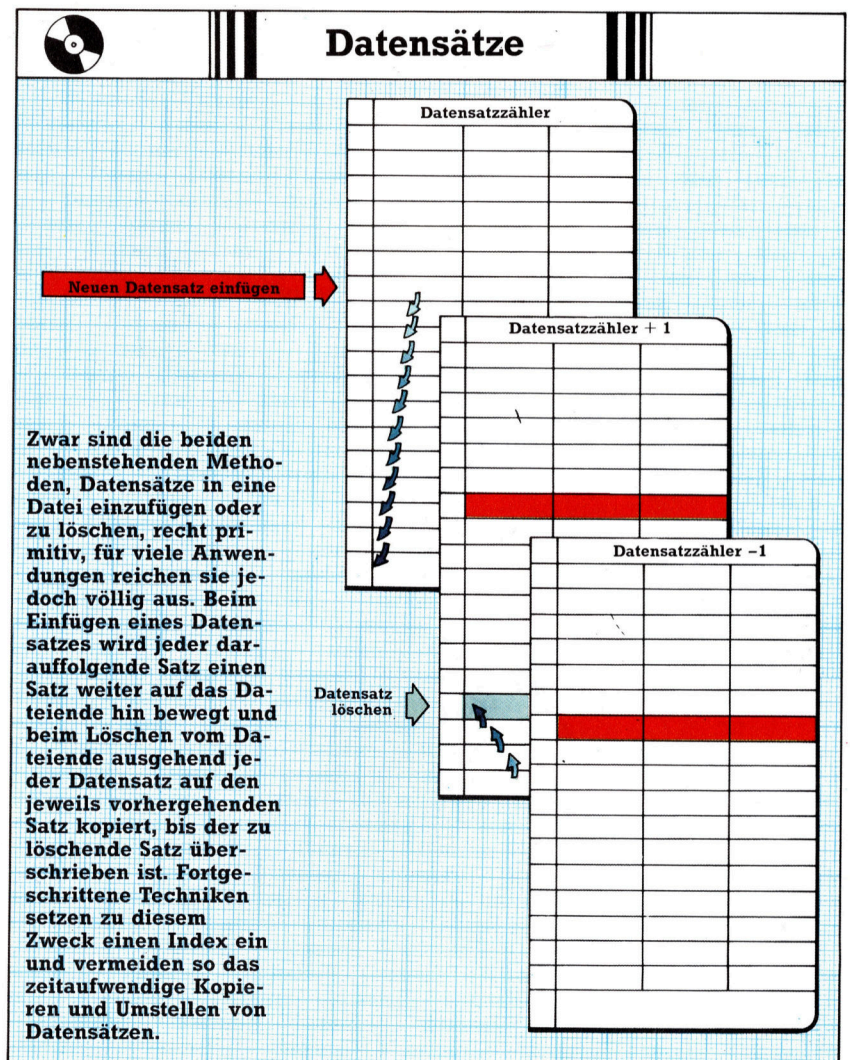 Datensätze
Datensatzzähler
Neuen Datensatz einfügen
Datensatzzähler + 1
Zwar sind die beiden
nebenstehenden Metho-
den, Datensätze in eine
Datei einzufügen oder
zu löschen, recht pri-
mitiv, für viele Anwen-
dungen reichen sie je-
doch völlig aus. Beim
Einfügen eines Daten-
satzes wird jeder dar-
auffolgende Satz einen
Satz weiter auf das Da-
teiende hin bewegt und
beim Löschen vom Da-
teiende ausgehend je-
der Datensatz auf den
jeweils vorhergehenden
Satz kopiert, bis der zu
löschende Satz über-
schrieben ist. Fortge-
schrittene Techniken
setzen zu diesem
Zweck einen Index ein
und vermeiden so das
zeitaufwendige Kopie-
ren und Umstellen von
Datensätzen.
Datensatzzähler −1
Datensatz
löschen